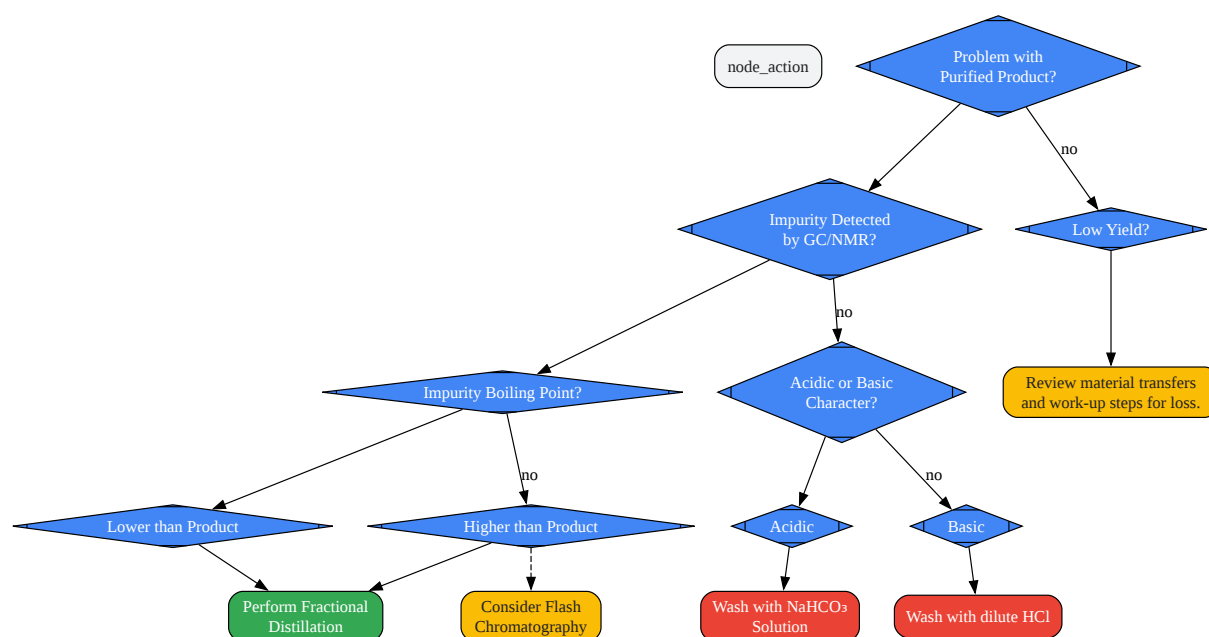 node_action
Problem with
Purified Product?
no
Impurity Detected
by GC/NMR?
Low Yield?
no
Impurity Boiling Point?
Acidic or Basic
Character?
Review material transfers
and work-up steps for loss.
no
no
Lower than Product
Higher than Product
Acidic
Basic
Perform Fractional
Distillation
Consider Flash
Chromatography
Wash with NaHCO₃
Solution
Wash with dilute HCl